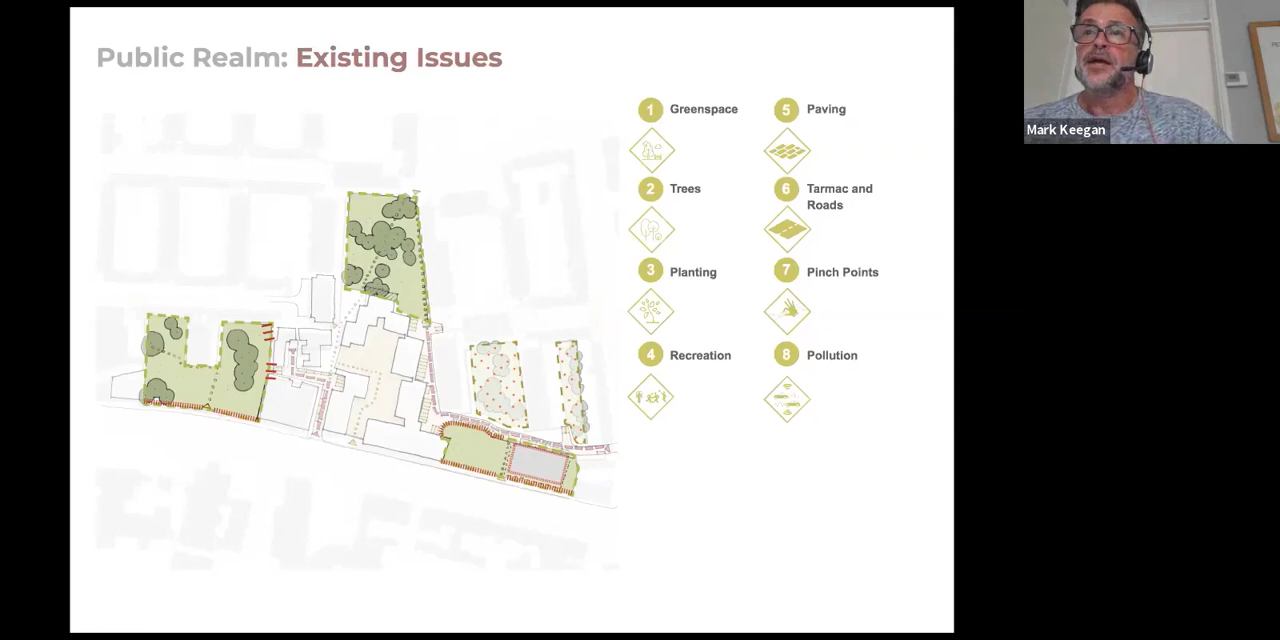 Public Realm: Existing Issues
1 Greenspace
2 Trees
3 Planting
4 Recreation
5 Paving
6 Tarmac and
Roads
7 Pinch Points
8 Pollution
Mark Keegan